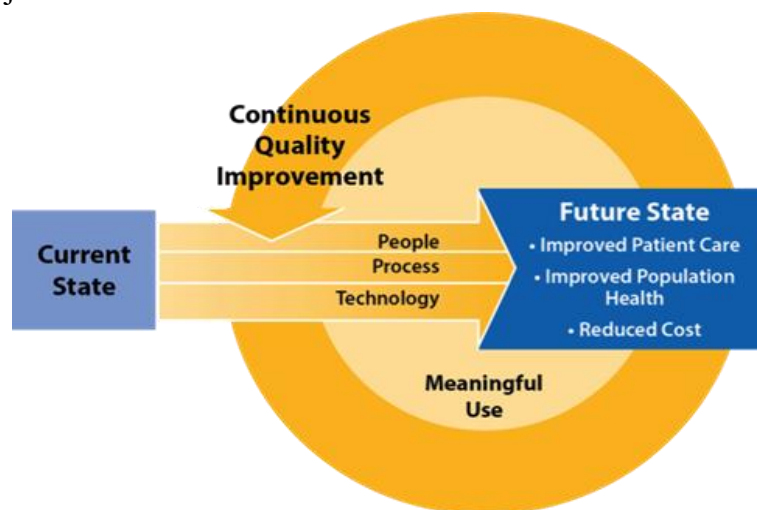 Continuous
Quality
Improvement
Current
State
People
Process
Technology
Future State
• Improved Patient Care
• Improved Population
Health
• Reduced Cost
Meaningful
Use